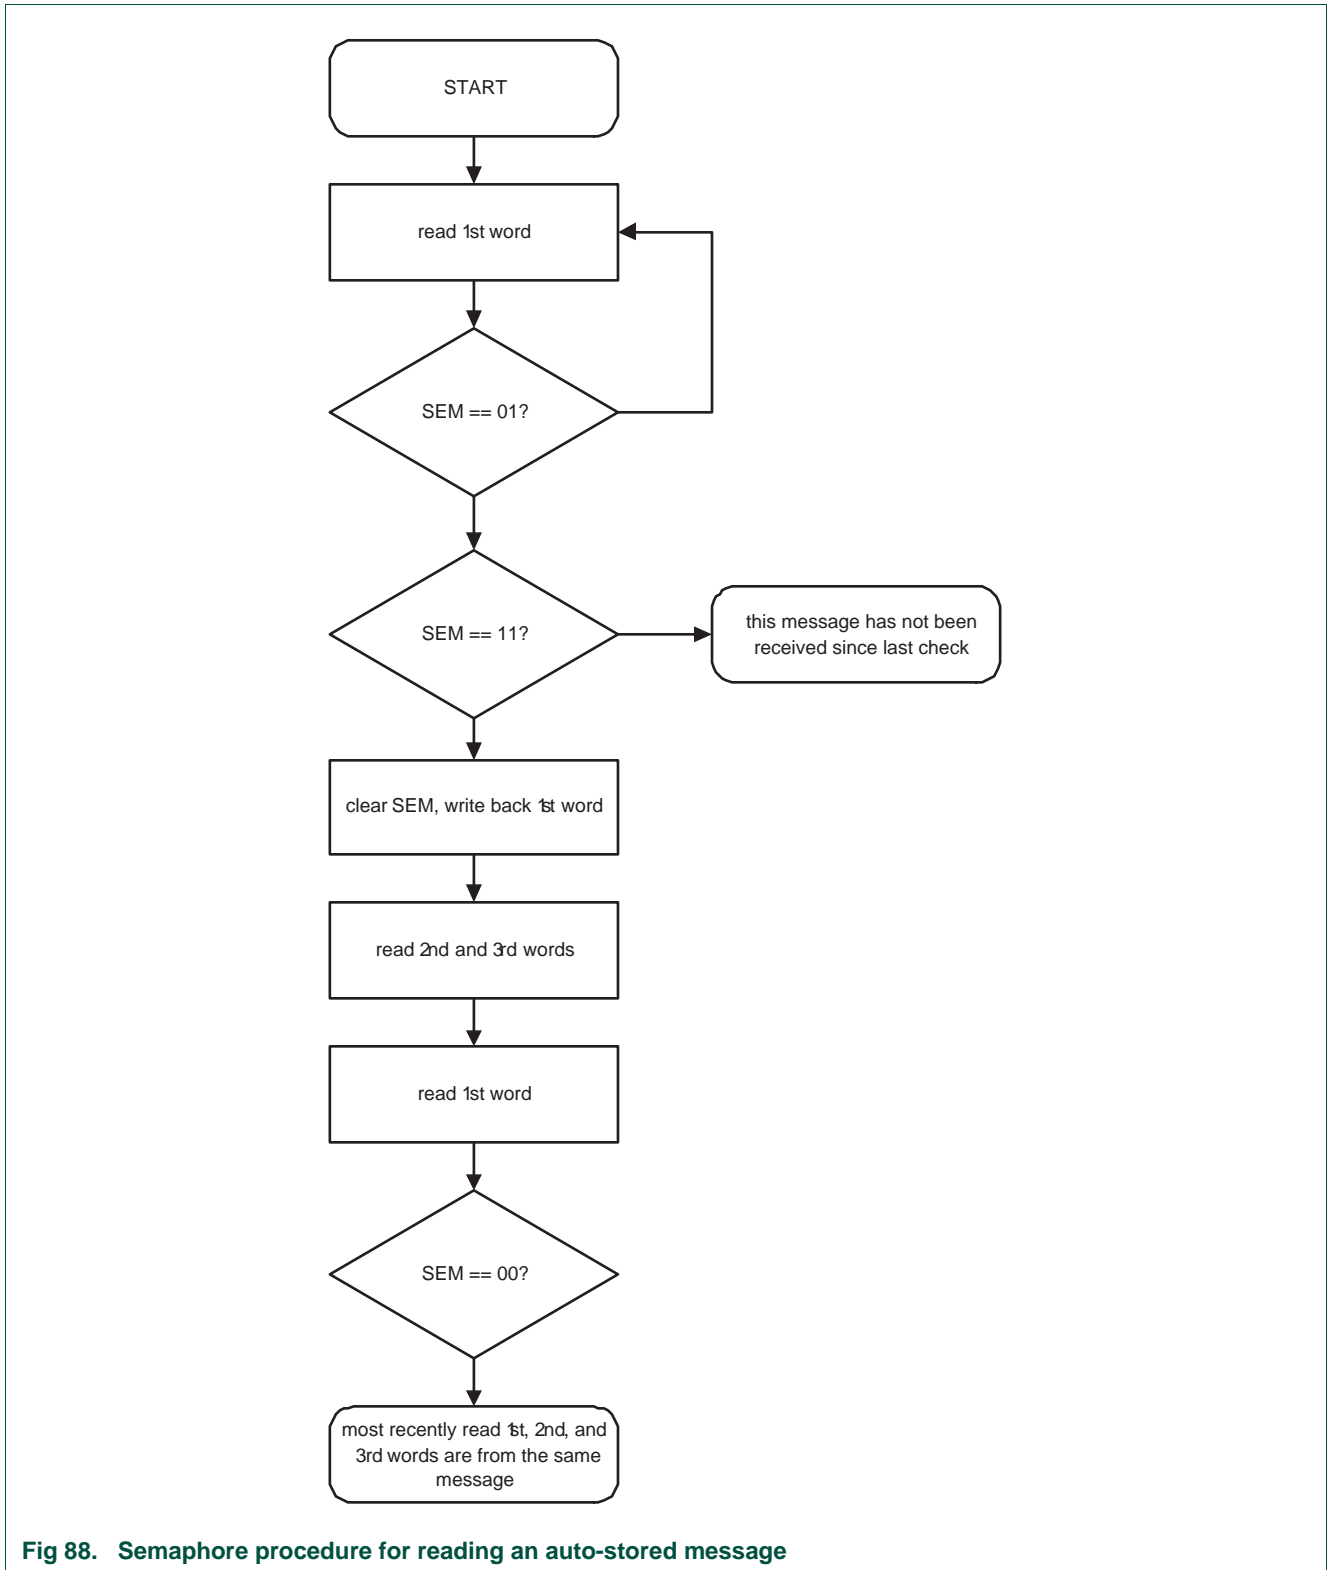 START
read 1st word
SEM == 01?
SEM == 11?
this message has not been
received since last check
clear SEM, write back 1st word
read 2nd and 3rd words
read 1st word
SEM == 00?
most recently read 1st, 2nd, and
3rd words are from the same
message
Fig 88. Semaphore procedure for reading an auto-stored message